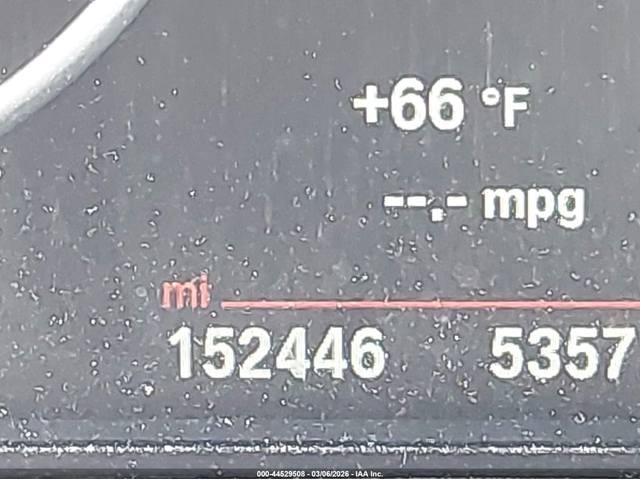 +66 °F
--.- mpg
mi
152446 5357
000-44529508 - 03/06/2026 - IAA Inc.